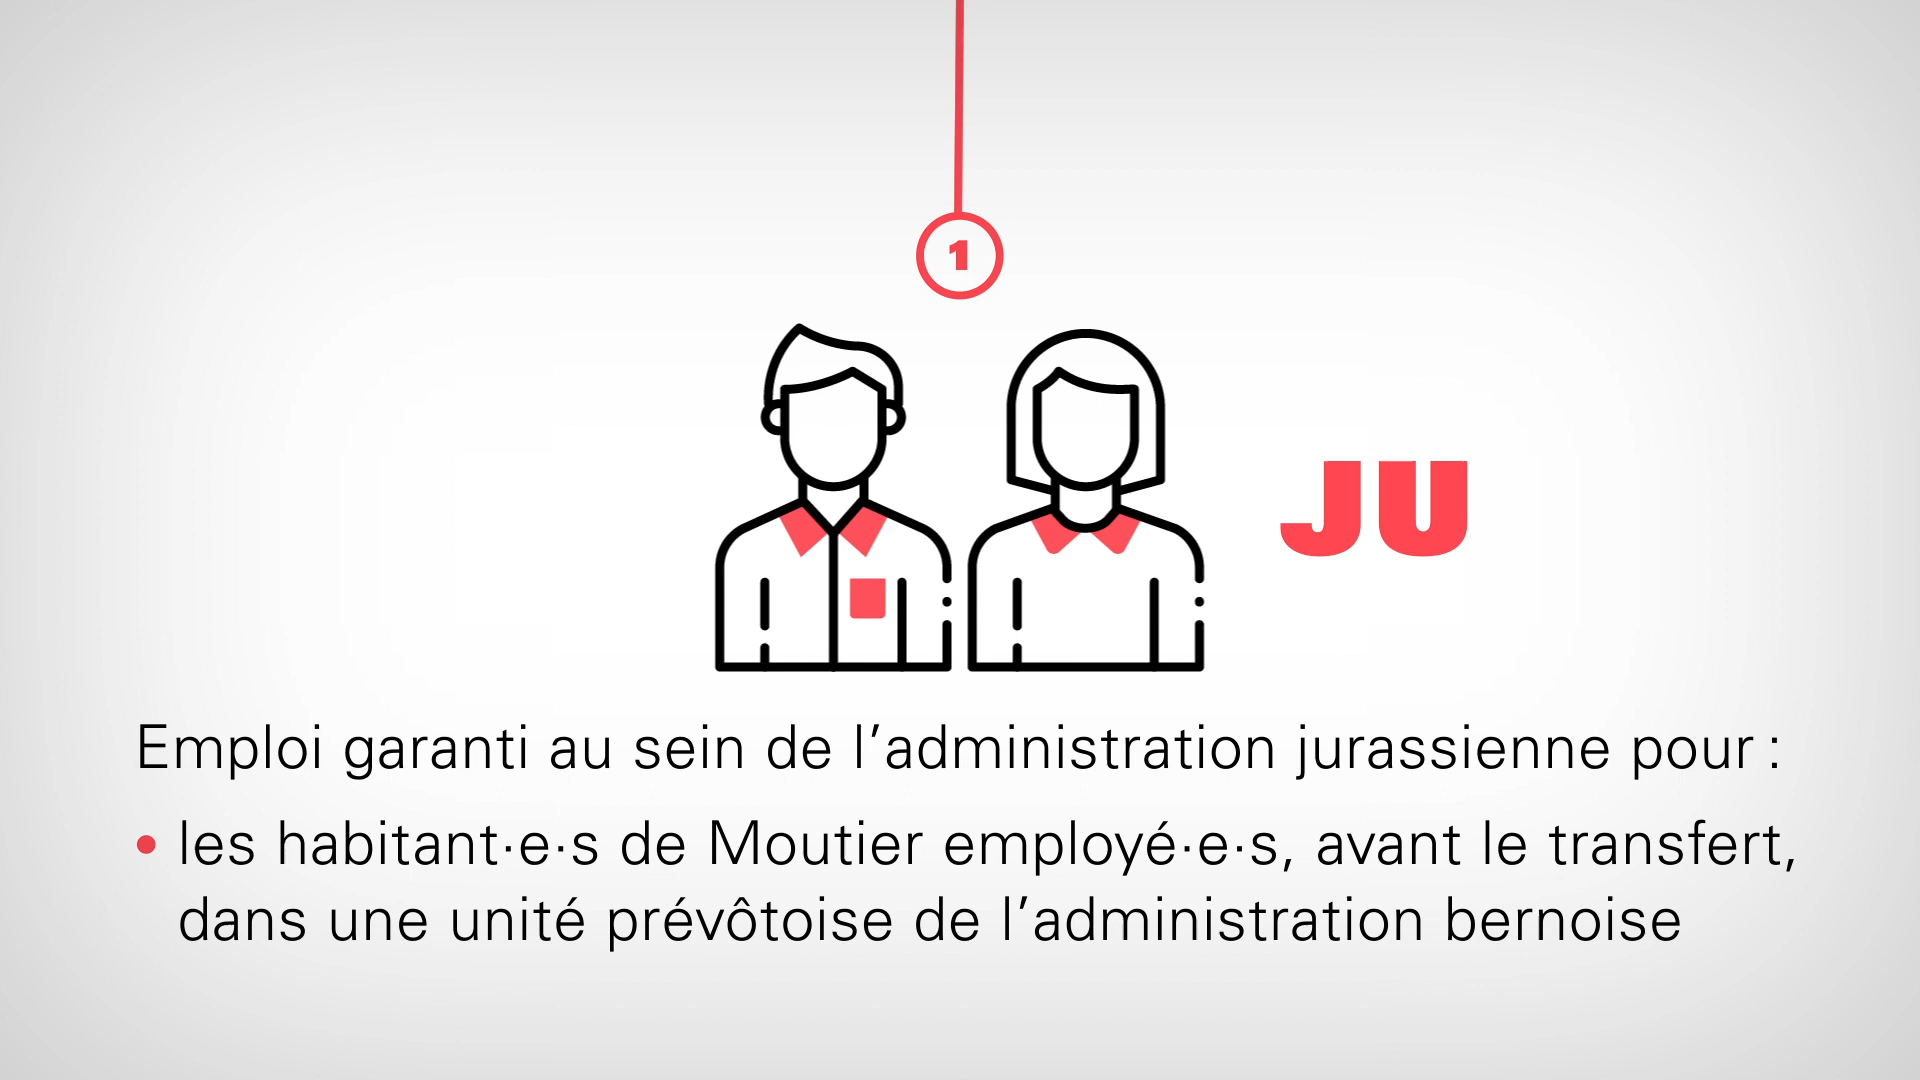 1
JU
Emploi garanti au sein de l’administration jurassienne pour :
• les habitant·e·s de Moutier employé·e·s, avant le transfert,
dans une unité prévôtoise de l’administration bernoise